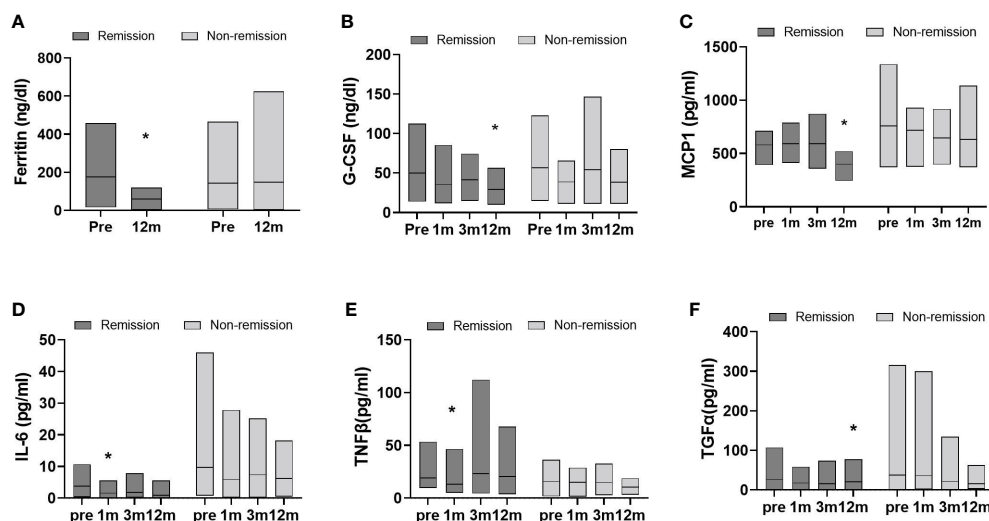 A
Remission Non-remission
Ferritin (ng/dl)
800
600
400
200
0
*
Pre 12m Pre 12m
B
Remission Non-remission
G-CSF (ng/dl)
200
150
100
50
0
*
Pre 1m 3m 12m Pre 1m 3m 12m
C
Remission Non-remission
MCP1 (pg/ml)
1500
1000
500
0
*
pre 1m 3m 12m pre 1m 3m 12m
D
Remission Non-remission
IL-6 (pg/ml)
50
40
30
20
10
0
*
pre 1m 3m12m pre 1m 3m12m
E
Remission Non-remission
TNFβ(pg/ml)
150
100
50
0
*
pre 1m 3m12m pre 1m 3m12m
F
Remission Non-remission
TGFα(pg/ml)
400
300
200
100
0
*
pre 1m 3m12m pre 1m 3m12m